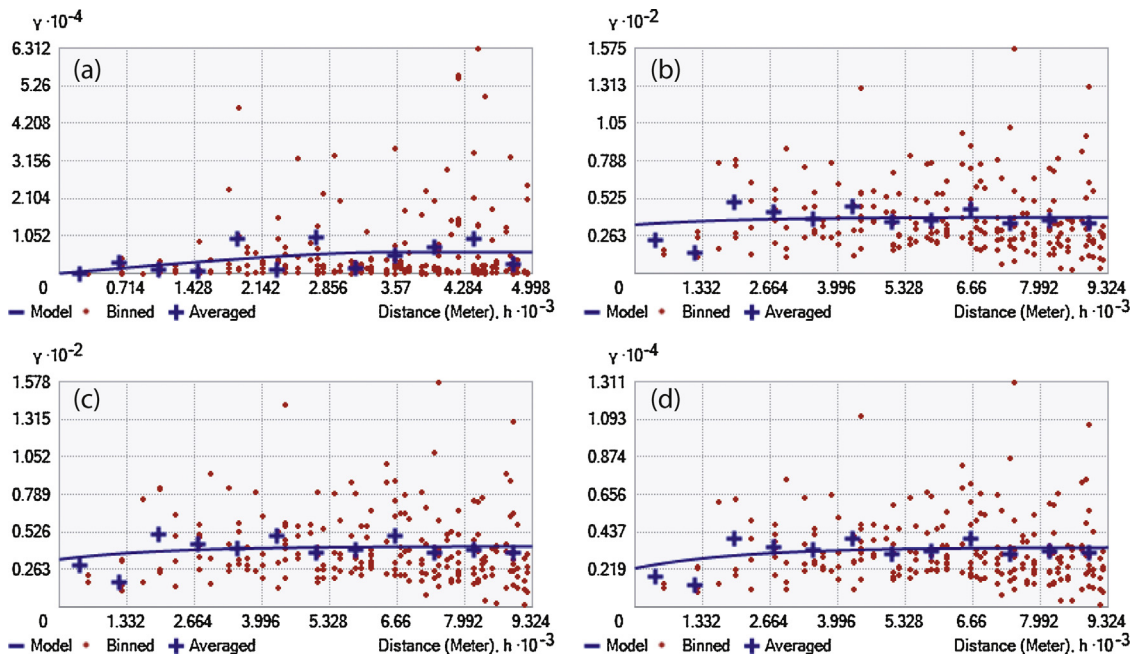 γ ·10⁻⁴
6.312
(a)
5.26
4.208
3.156
2.104
1.052
0 0.714 1.428 2.142 2.856 3.57 4.284 4.998
Model Binned Averaged Distance (Meter), h ·10⁻³
γ ·10⁻²
1.575
(b)
1.313
1.05
0.788
0.525
0.263
0 1.332 2.664 3.996 5.328 6.66 7.992 9.324
Model Binned Averaged Distance (Meter), h ·10⁻³
γ ·10⁻²
1.578
(c)
1.315
1.052
0.789
0.526
0.263
0 1.332 2.664 3.996 5.328 6.66 7.992 9.324
Model Binned Averaged Distance (Meter), h ·10⁻³
γ ·10⁻⁴
1.311
(d)
1.093
0.874
0.656
0.437
0.219
0 1.332 2.664 3.996 5.328 6.66 7.992 9.324
Model Binned Averaged Distance (Meter), h ·10⁻³